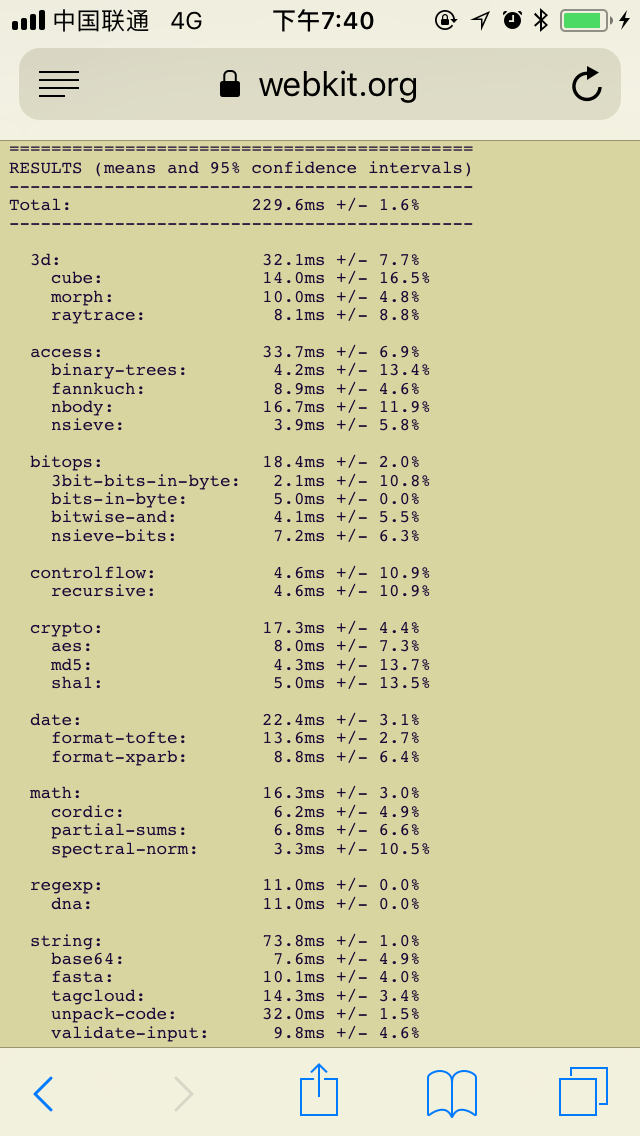 中国联通 4G 下午7:40
webkit.org
============================================
RESULTS (means and 95% confidence intervals)
--------------------------------------------
Total: 229.6ms +/- 1.6%
--------------------------------------------
3d: 32.1ms +/- 7.7%
cube: 14.0ms +/- 16.5%
morph: 10.0ms +/- 4.8%
raytrace: 8.1ms +/- 8.8%
access: 33.7ms +/- 6.9%
binary-trees: 4.2ms +/- 13.4%
fannkuch: 8.9ms +/- 4.6%
nbody: 16.7ms +/- 11.9%
nsieve: 3.9ms +/- 5.8%
bitops: 18.4ms +/- 2.0%
3bit-bits-in-byte: 2.1ms +/- 10.8%
bits-in-byte: 5.0ms +/- 0.0%
bitwise-and: 4.1ms +/- 5.5%
nsieve-bits: 7.2ms +/- 6.3%
controlflow: 4.6ms +/- 10.9%
recursive: 4.6ms +/- 10.9%
crypto: 17.3ms +/- 4.4%
aes: 8.0ms +/- 7.3%
md5: 4.3ms +/- 13.7%
sha1: 5.0ms +/- 13.5%
date: 22.4ms +/- 3.1%
format-tofte: 13.6ms +/- 2.7%
format-xparb: 8.8ms +/- 6.4%
math: 16.3ms +/- 3.0%
cordic: 6.2ms +/- 4.9%
partial-sums: 6.8ms +/- 6.6%
spectral-norm: 3.3ms +/- 10.5%
regexp: 11.0ms +/- 0.0%
dna: 11.0ms +/- 0.0%
string: 73.8ms +/- 1.0%
base64: 7.6ms +/- 4.9%
fasta: 10.1ms +/- 4.0%
tagcloud: 14.3ms +/- 3.4%
unpack-code: 32.0ms +/- 1.5%
validate-input: 9.8ms +/- 4.6%